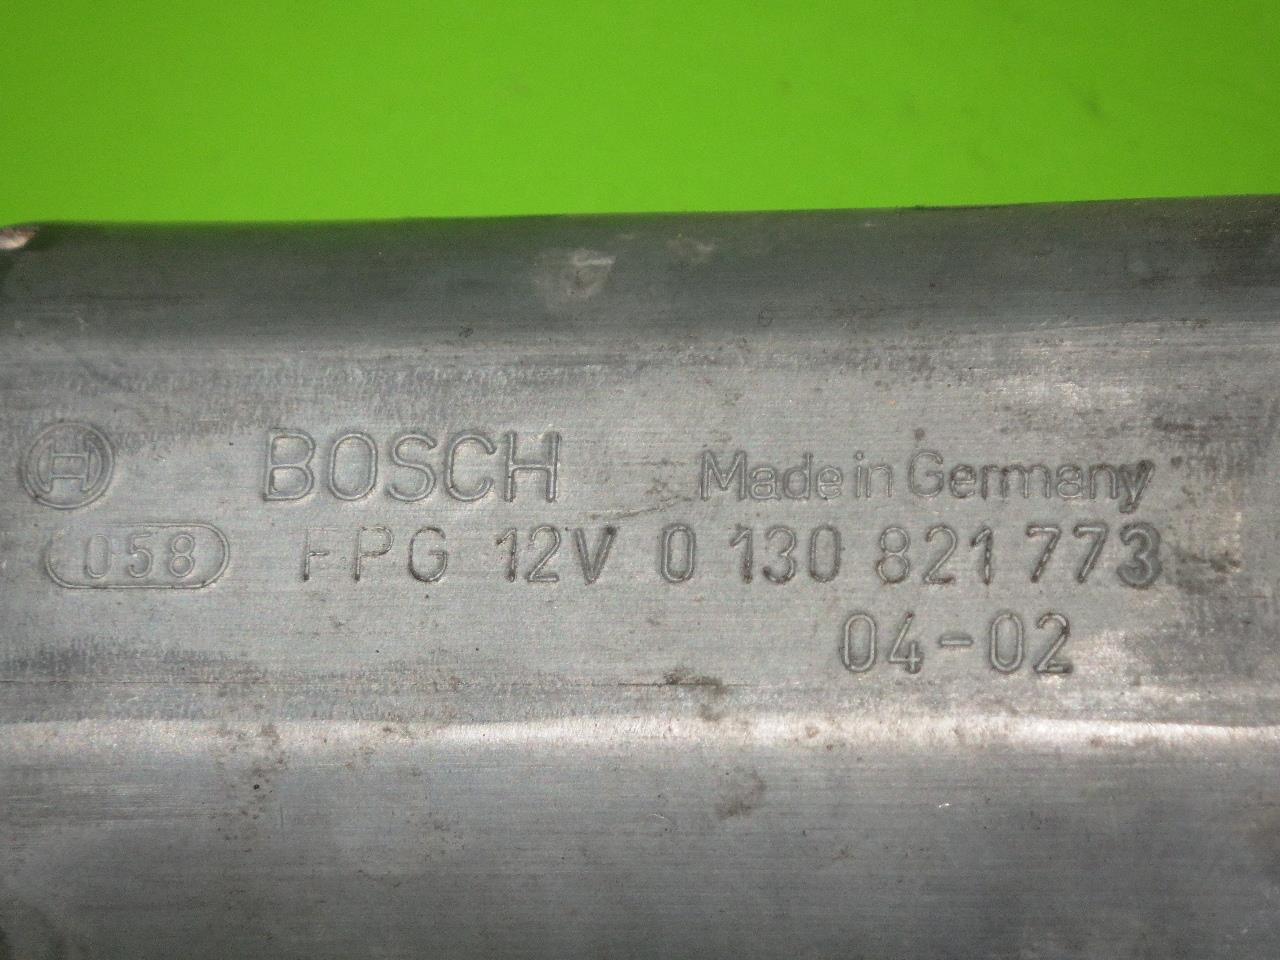 BOSCH Made in Germany
058 FPG 12V 0 130 821 773
04-02